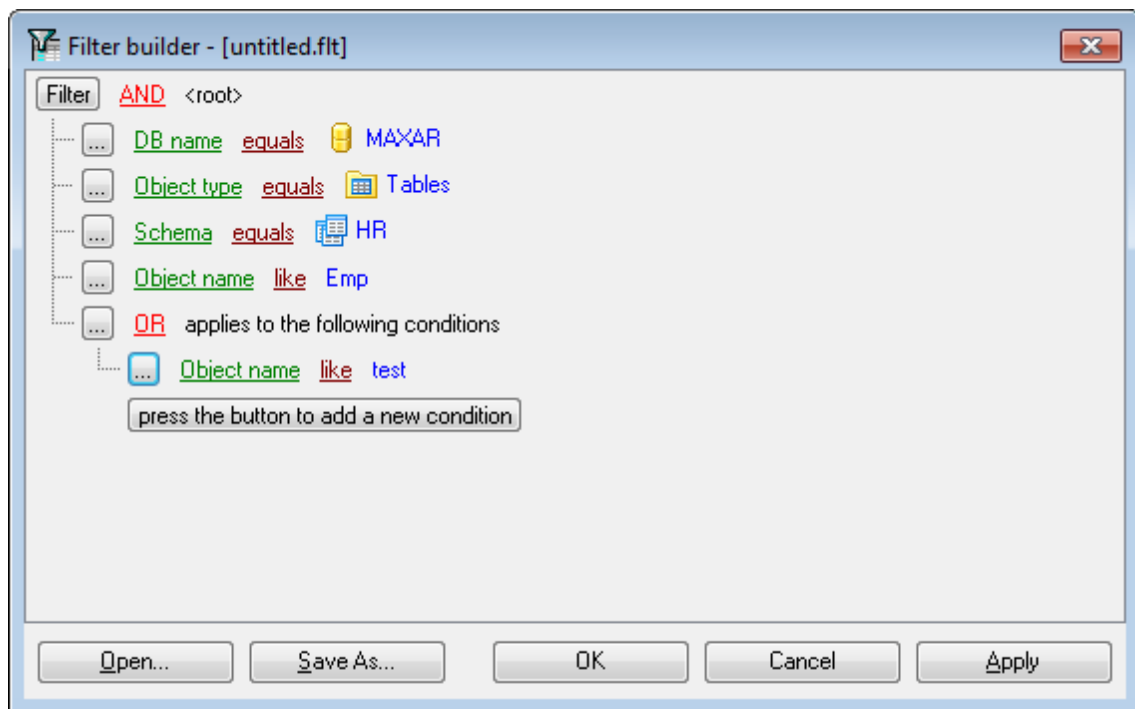 Filter builder - [untitled.flt]
Filter AND <root>
... DB name equals MAXAR
... Object type equals Tables
... Schema equals HR
... Object name like Emp
... OR applies to the following conditions
... Object name like test
press the button to add a new condition
Open... Save As... OK Cancel Apply